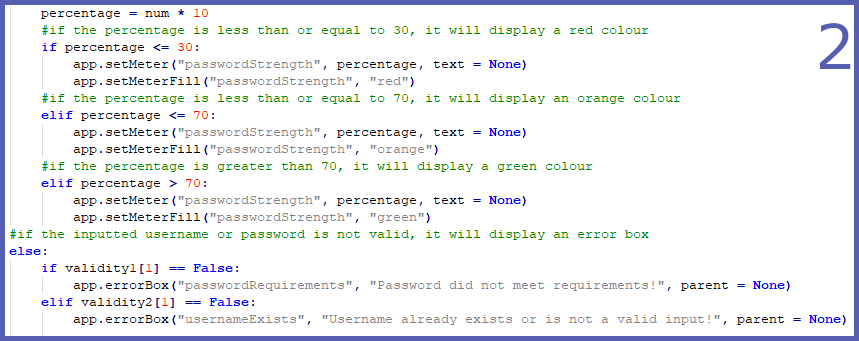 percentage = num * 10
    #if the percentage is less than or equal to 30, it will display a red colour
    if percentage <= 30:
        app.setMeter("passwordStrength", percentage, text = None)
        app.setMeterFill("passwordStrength", "red")
    #if the percentage is less than or equal to 70, it will display an orange colour
    elif percentage <= 70:
        app.setMeter("passwordStrength", percentage, text = None)
        app.setMeterFill("passwordStrength", "orange")
    #if the percentage is greater than 70, it will display a green colour
    elif percentage > 70:
        app.setMeter("passwordStrength", percentage, text = None)
        app.setMeterFill("passwordStrength", "green")
#if the inputted username or password is not valid, it will display an error box
else:
    if validity1[1] == False:
        app.errorBox("passwordRequirements", "Password did not meet requirements!", parent = None)
    elif validity2[1] == False:
        app.errorBox("usernameExists", "Username already exists or is not a valid input!", parent = None)
2